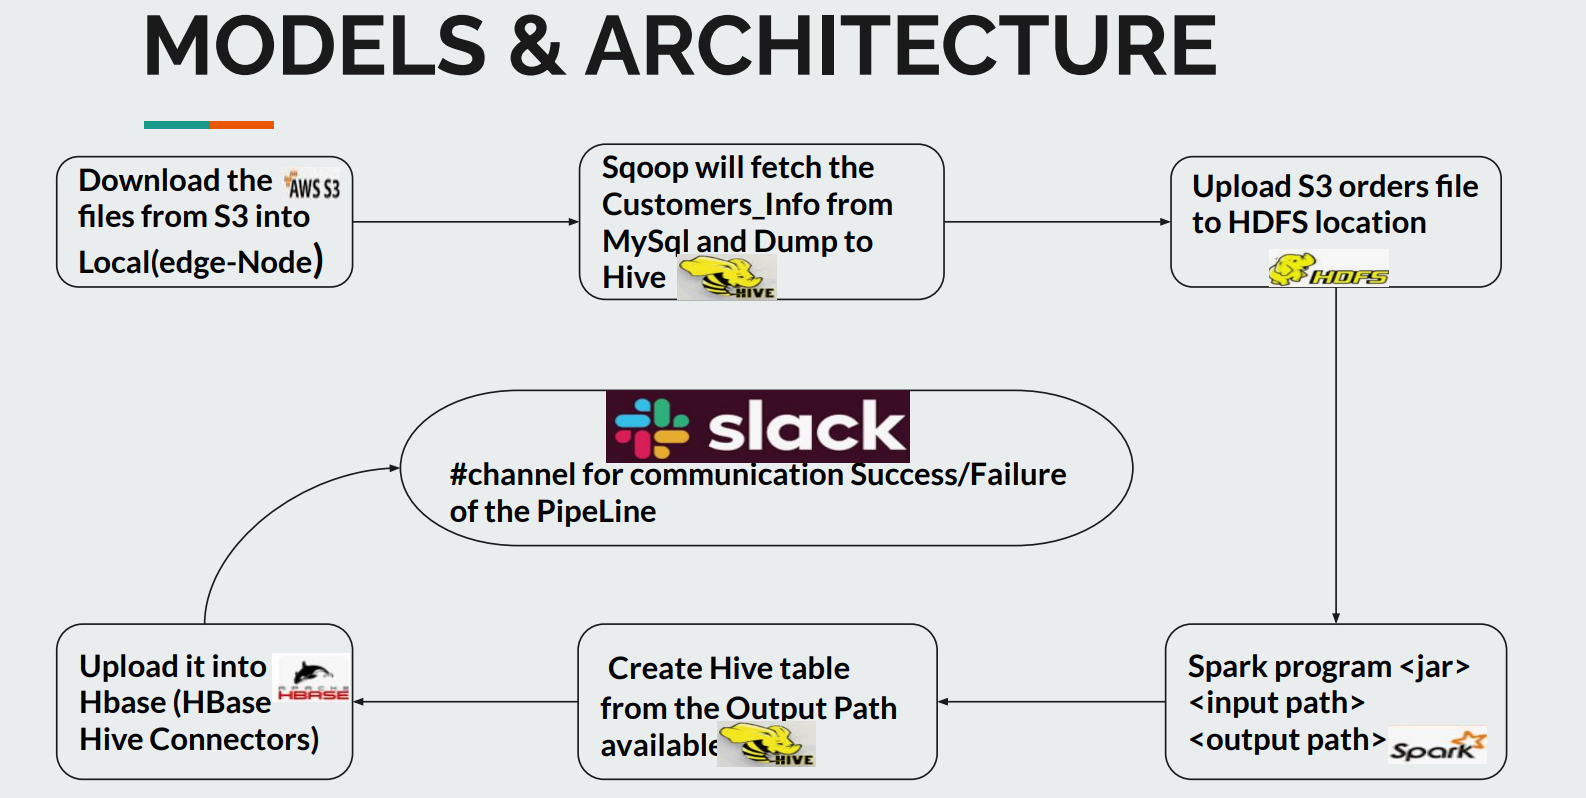 MODELS & ARCHITECTURE
Download the
AWS S3
files from S3 into
Local(edge-Node)
Sqoop will fetch the
Customers_Info from
MySql and Dump to
Hive
HIVE
Upload S3 orders file
to HDFS location
HDFS
slack
#channel for communication Success/Failure
of the PipeLine
Upload it into
Hbase (HBase
Hive Connectors)
APACHE
HBASE
Create Hive table
from the Output Path
available
HIVE
Spark program <jar>
<input path>
<output path>
Spark